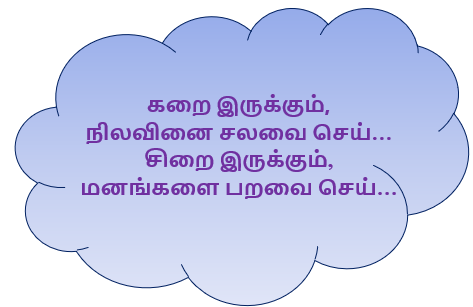 கறை இருக்கும்,
நிலவினை சலவை செய்...
சிறை இருக்கும்,
மனங்களை பறவை செய்...